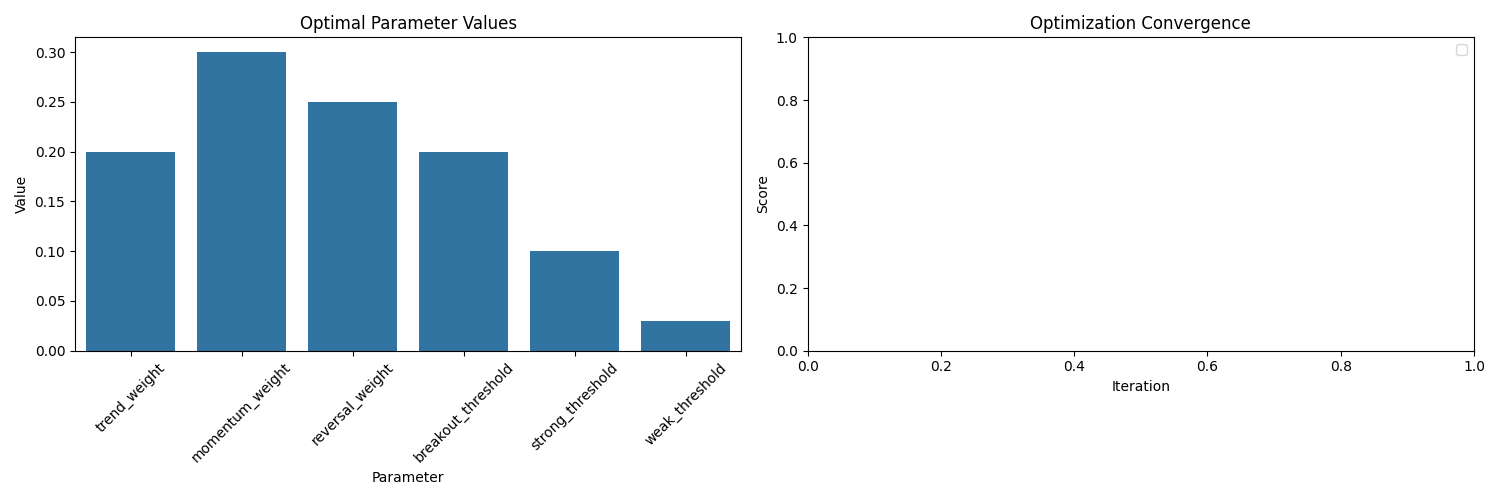 Optimal Parameter Values
Value
0.30
0.25
0.20
0.15
0.10
0.05
0.00
trend_weight
momentum_weight
reversal_weight
breakout_threshold
strong_threshold
weak_threshold
Parameter
Optimization Convergence
Score
1.0
0.8
0.6
0.4
0.2
0.0
0.0 0.2 0.4 0.6 0.8 1.0
Iteration